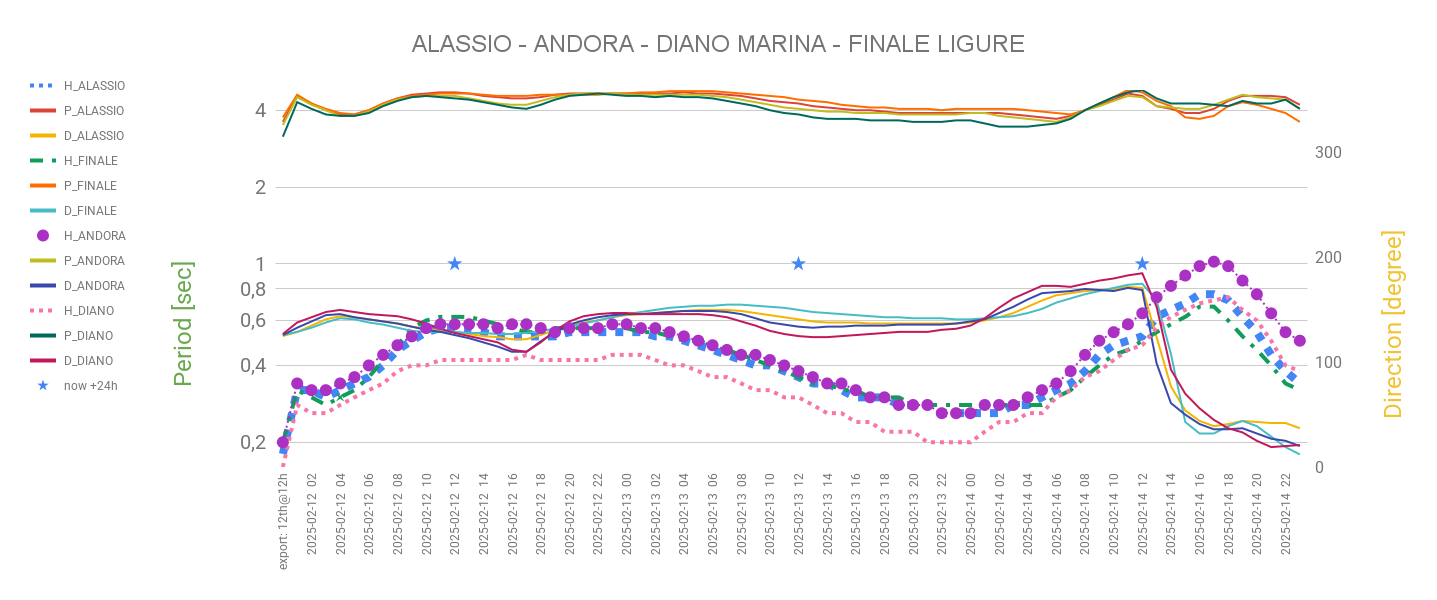 ALASSIO - ANDORA - DIANO MARINA - FINALE LIGURE
H_ALASSIO
P_ALASSIO
D_ALASSIO
H_FINALE
P_FINALE
D_FINALE
H_ANDORA
P_ANDORA
D_ANDORA
H_DIANO
P_DIANO
D_DIANO
now +24h
Period [sec]
4
2
1
0,8
0,6
0,4
0,2
300
200
100
0
Direction [degree]
export: 12th@12h
2025-02-12 02
2025-02-12 04
2025-02-12 06
2025-02-12 08
2025-02-12 10
2025-02-12 12
2025-02-12 14
2025-02-12 16
2025-02-12 18
2025-02-12 20
2025-02-12 22
2025-02-13 00
2025-02-13 02
2025-02-13 04
2025-02-13 06
2025-02-13 08
2025-02-13 10
2025-02-13 12
2025-02-13 14
2025-02-13 16
2025-02-13 18
2025-02-13 20
2025-02-13 22
2025-02-14 00
2025-02-14 02
2025-02-14 04
2025-02-14 06
2025-02-14 08
2025-02-14 10
2025-02-14 12
2025-02-14 14
2025-02-14 16
2025-02-14 18
2025-02-14 20
2025-02-14 22